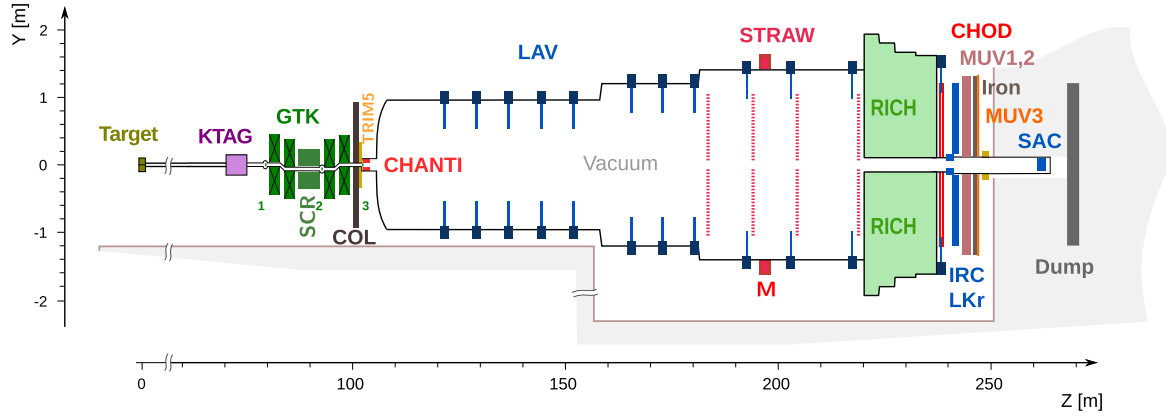 Y [m]
2
1
0
-1
-2
Target
KTAG
GTK
1
2
3
SCR
COL
TRIM5
CHANTI
LAV
Vacuum
STRAW
M
RICH
RICH
CHOD
MUV1,2
Iron
MUV3
SAC
IRC
LKr
Dump
0
100
150
200
250
Z [m]